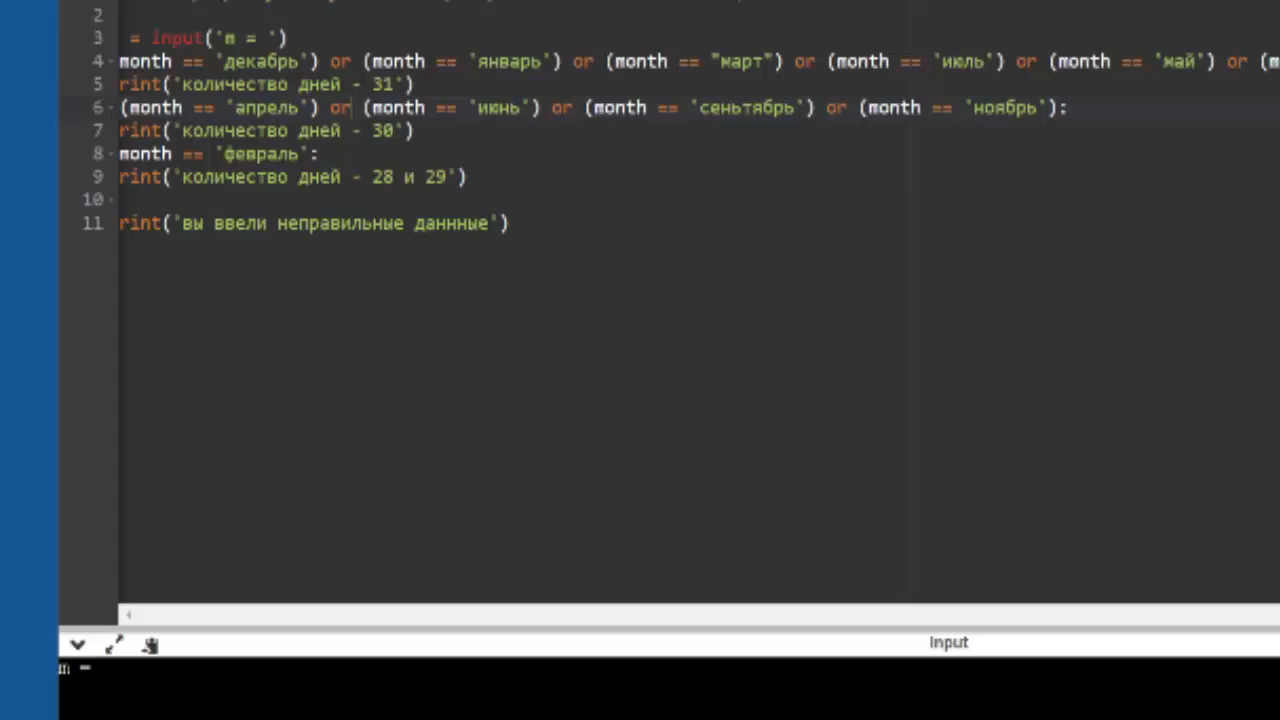 2
3 = input('m = ')
4 month == 'декабрь') or (month == 'январь') or (month == "март") or (month == 'июль') or (month == 'май') or (m
5 rint('количество дней - 31')
6 (month == 'апрель') or (month == 'июнь') or (month == 'сеньтябрь') or (month == 'ноябрь'):
7 rint('количество дней - 30')
8 month == 'февраль':
9 rint('количество дней - 28 и 29')
10
11 rint('вы ввели неправильные даннные')
input
m =